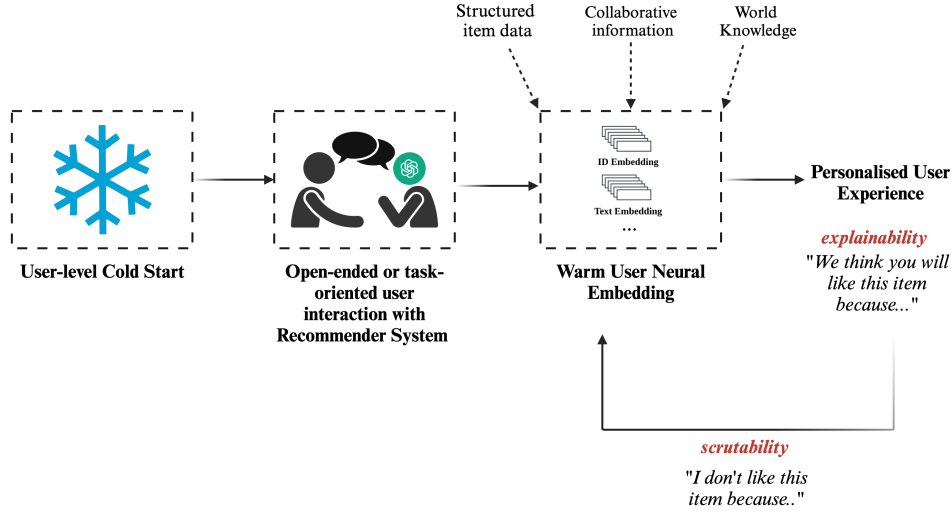 Structured
item data
Collaborative
information
World
Knowledge
ID Embedding
Text Embedding
...
User-level Cold Start
Open-ended or task-
oriented user
interaction with
Recommender System
Warm User Neural
Embedding
Personalised User
Experience
explainability
"We think you will
like this item
because..."
scrutability
"I don't like this
item because.."